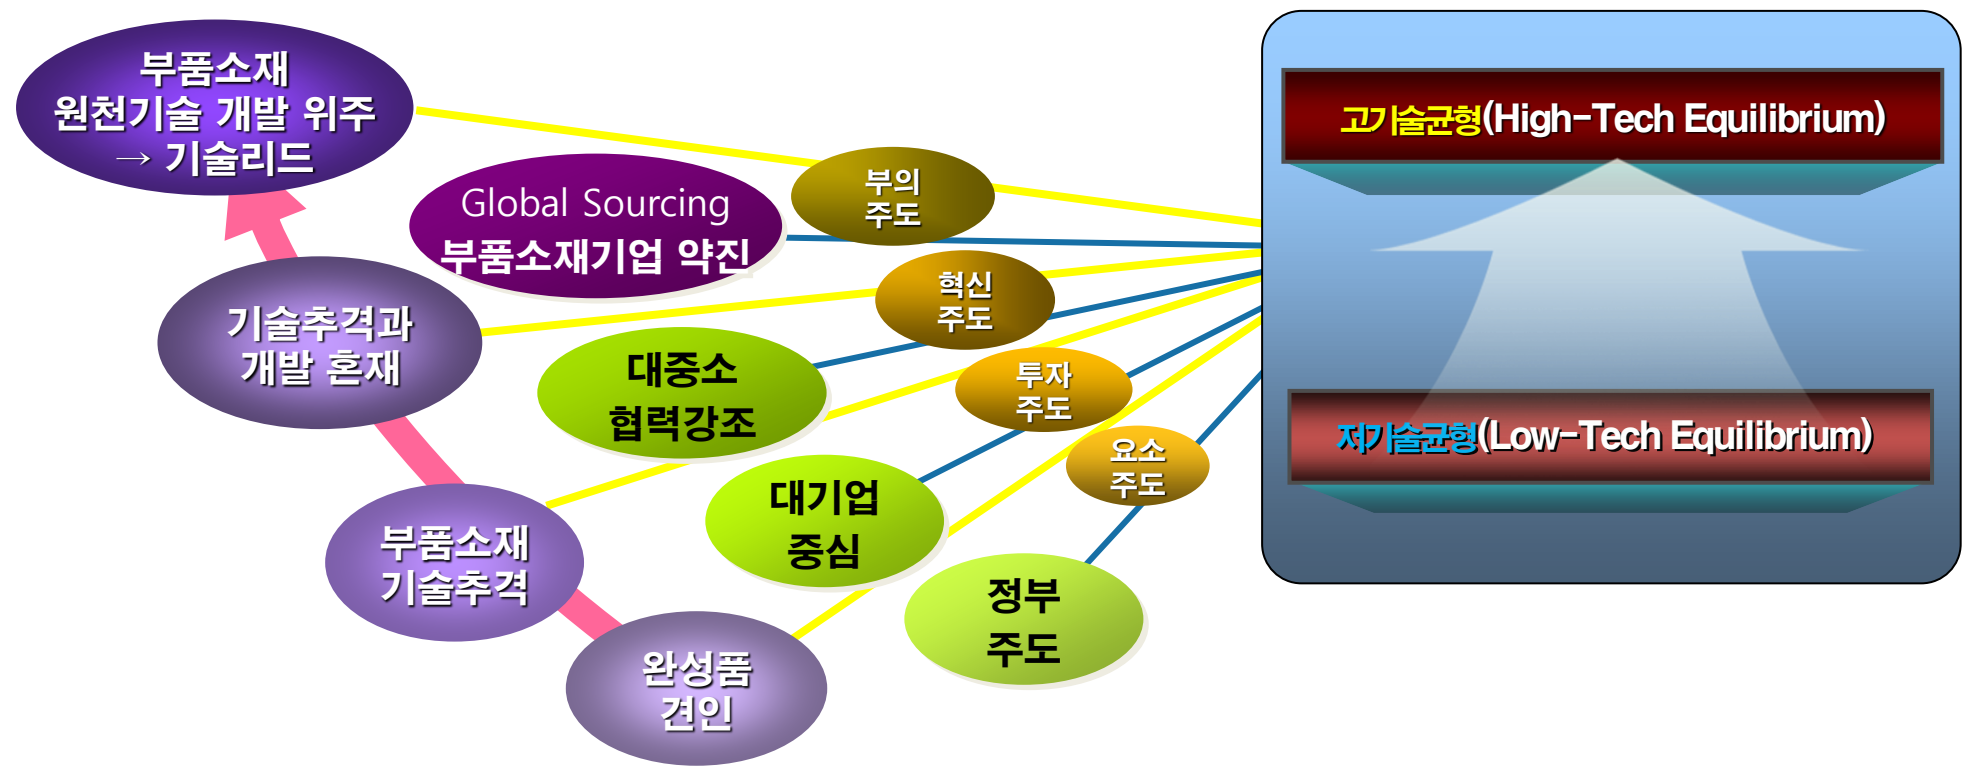 부품소재
원천기술 개발 위주
→ 기술리드
Global Sourcing
부품소재기업 약진
부의
주도
기술추격과
개발 혼재
혁신
주도
대중소
협력강조
투자
주도
부품소재
기술추격
대기업
중심
요소
주도
완성품
견인
정부
주도
고기술균형(High-Tech Equilibrium)
저기술균형(Low-Tech Equilibrium)